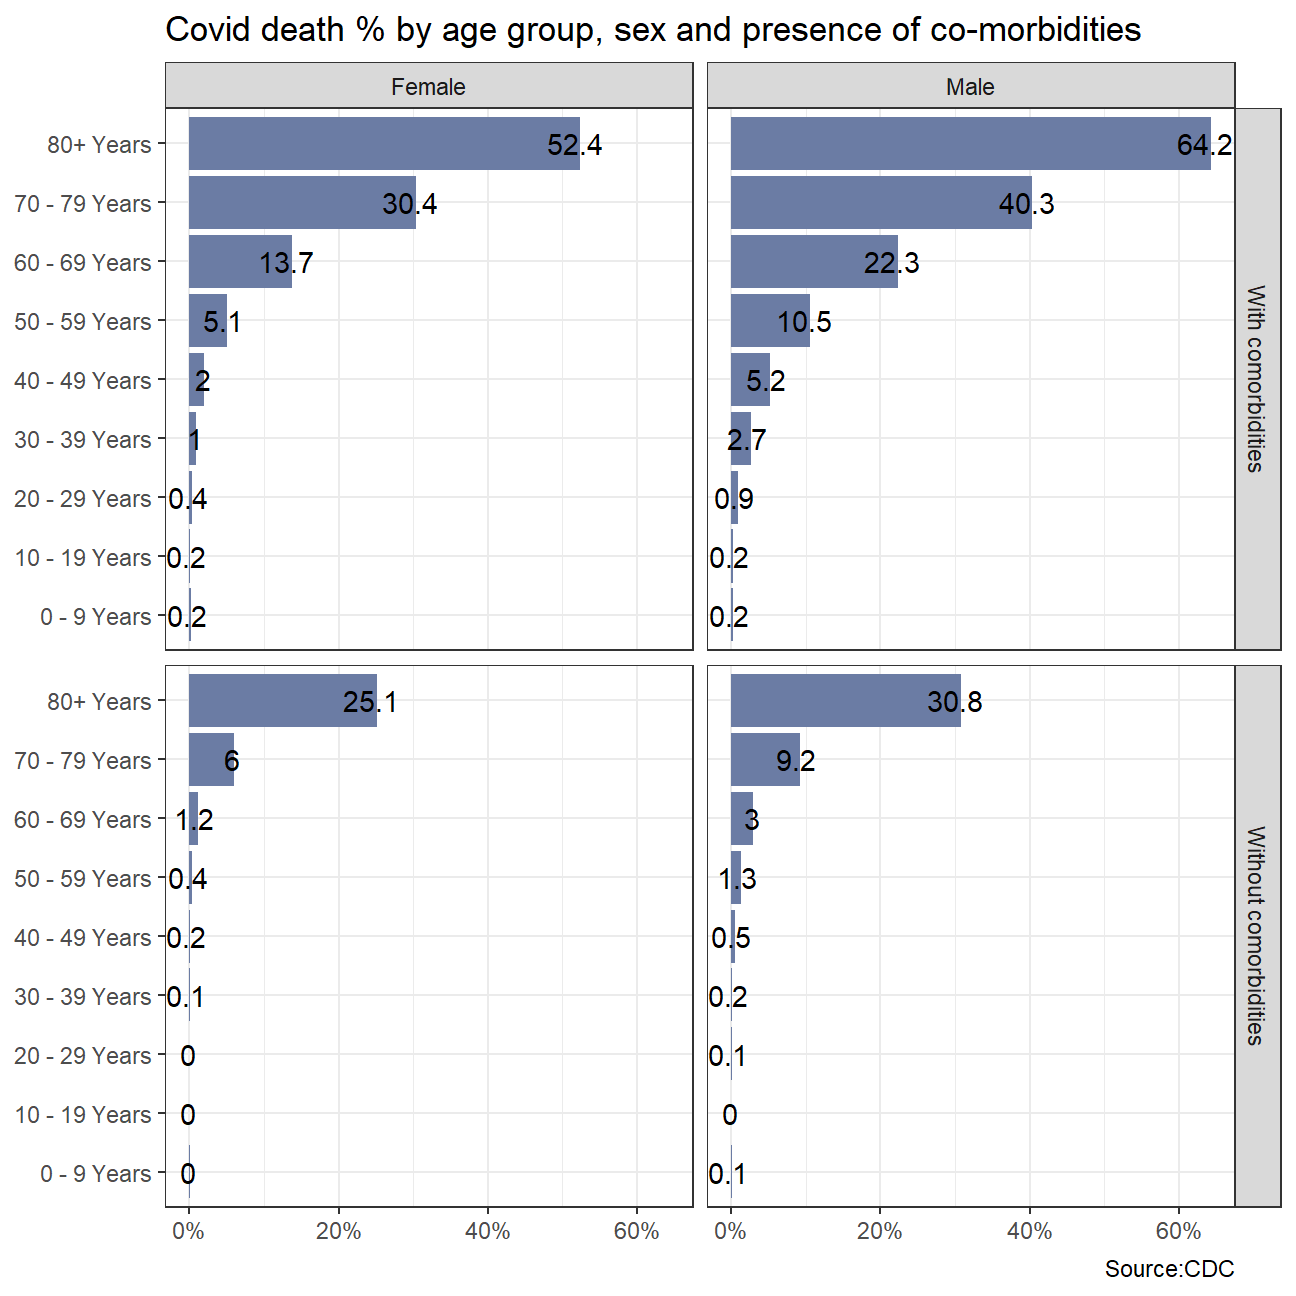 Covid death % by age group, sex and presence of co-morbidities
Female
Male
With comorbidities
80+ Years 52.4 64.2
70 - 79 Years 30.4 40.3
60 - 69 Years 13.7 22.3
50 - 59 Years 5.1 10.5
40 - 49 Years 2 5.2
30 - 39 Years 1 2.7
20 - 29 Years 0.4 0.9
10 - 19 Years 0.2 0.2
0 - 9 Years 0.2 0.2
Without comorbidities
80+ Years 25.1 30.8
70 - 79 Years 6 9.2
60 - 69 Years 1.2 3
50 - 59 Years 0.4 1.3
40 - 49 Years 0.2 0.5
30 - 39 Years 0.1 0.2
20 - 29 Years 0 0.1
10 - 19 Years 0 0
0 - 9 Years 0 0.1
0% 20% 40% 60% 0% 20% 40% 60%
Source:CDC